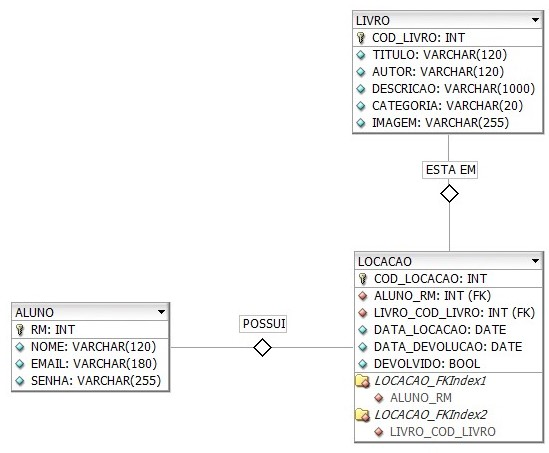 LIVRO
COD_LIVRO: INT
TITULO: VARCHAR(120)
AUTOR: VARCHAR(120)
DESCRICAO: VARCHAR(1000)
CATEGORIA: VARCHAR(20)
IMAGEM: VARCHAR(255)
ESTA EM
LOCACAO
COD_LOCACAO: INT
ALUNO_RM: INT (FK)
LIVRO_COD_LIVRO: INT (FK)
DATA_LOCACAO: DATE
DATA_DEVOLUCAO: DATE
DEVOLVIDO: BOOL
LOCACAO_FKIndex1
ALUNO_RM
LOCACAO_FKIndex2
LIVRO_COD_LIVRO
POSSUI
ALUNO
RM: INT
NOME: VARCHAR(120)
EMAIL: VARCHAR(180)
SENHA: VARCHAR(255)